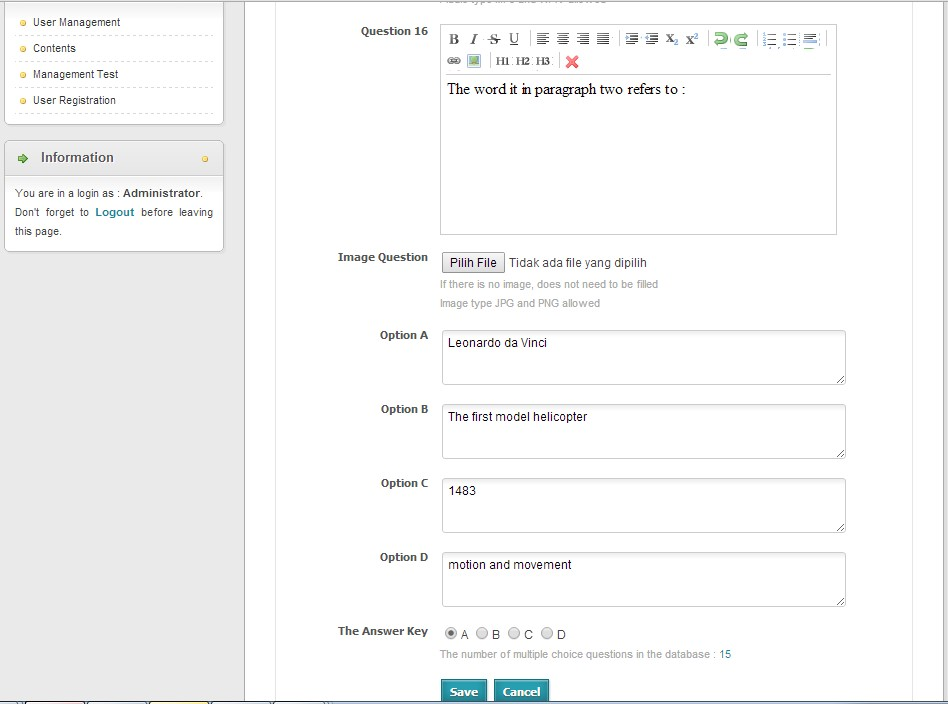 User Management
Contents
Management Test
User Registration
Information
You are in a login as : Administrator.
Don't forget to Logout before leaving
this page.
Question 16
B I S U X2 X2
H1 H2 H3
The word it in paragraph two refers to :
Image Question
Pilih File Tidak ada file yang dipilih
If there is no image, does not need to be filled
Image type JPG and PNG allowed
Option A
Leonardo da Vinci
Option B
The first model helicopter
Option C
1483
Option D
motion and movement
The Answer Key
A B C D
The number of multiple choice questions in the database : 15
Save Cancel